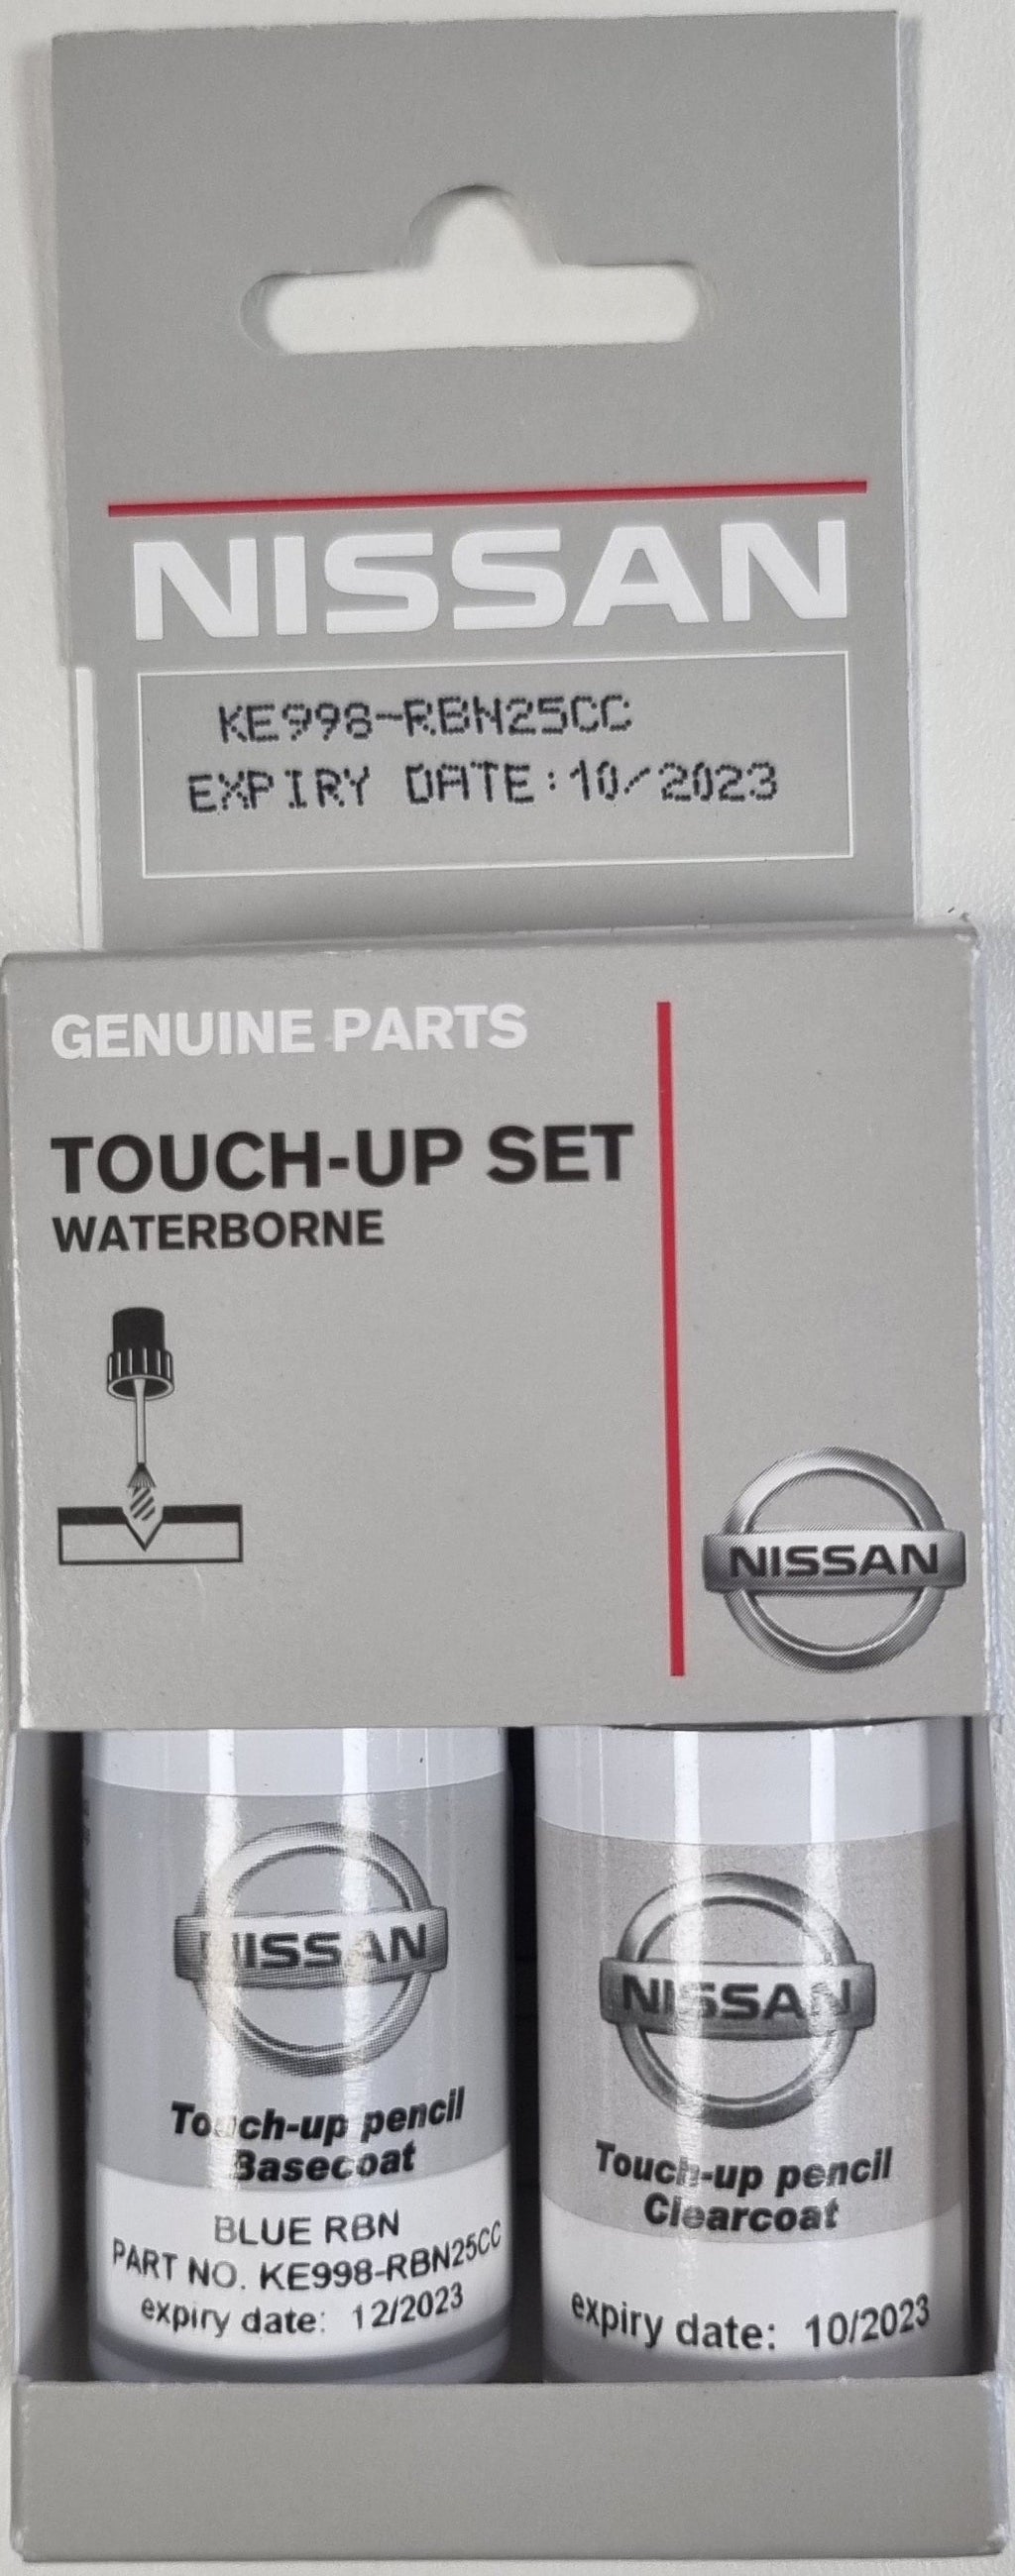 NISSAN
KE998-RBN25CC
EXPIRY DATE:10/2023
GENUINE PARTS
TOUCH-UP SET
WATERBORNE
NISSAN
NISSAN
Touch-up pencil
Basecoat
BLUE RBN
PART NO. KE998-RBN25CC
expiry date: 12/2023
NISSAN
Touch-up pencil
Clearcoat
expiry date: 10/2023